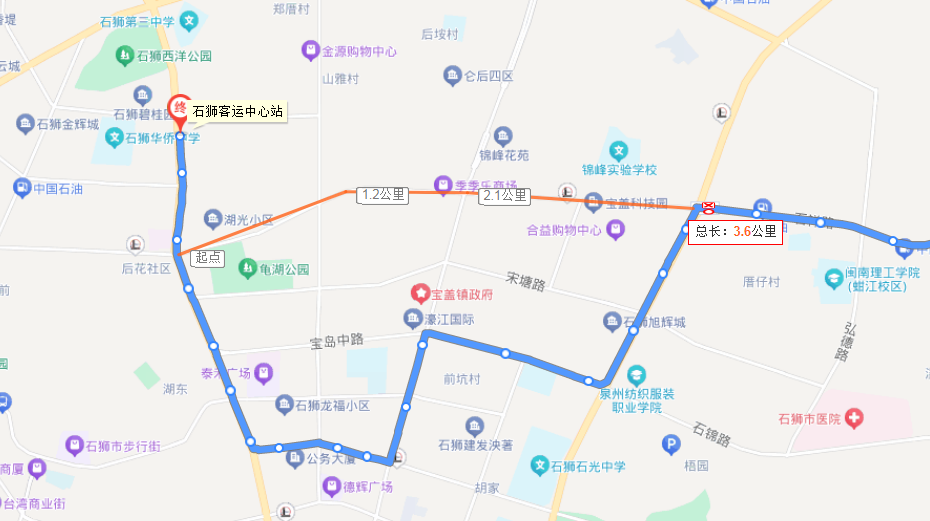 郑厝村
中国石油
石狮第三中学
后垵村
金源购物中心
石狮西洋公园
山雅村
仑后四区
云城
石狮碧桂园
终
石狮客运中心站
石狮金辉城
石狮华侨中学
锦峰花苑
锦峰实验学校
中国石油
季季乐商场
1.2公里
2.1公里
宝盖科技园
湖光小区
合益购物中心
总长：3.6公里
起点
后花社区
龟湖公园
宋塘路
厝仔村
闽南理工学院
(蚶江校区)
前
宝盖镇政府
濠江国际
石狮旭辉城
弘德路
宝岛中路
泰禾广场
前坑村
湖东
石狮龙福小区
泉州纺织服装
职业学院
石狮市医院
石锦路
石狮市步行街
石狮建发泱著
公务大厦
梧园
石狮石光中学
商厦
德辉广场
胡家
台湾商业街